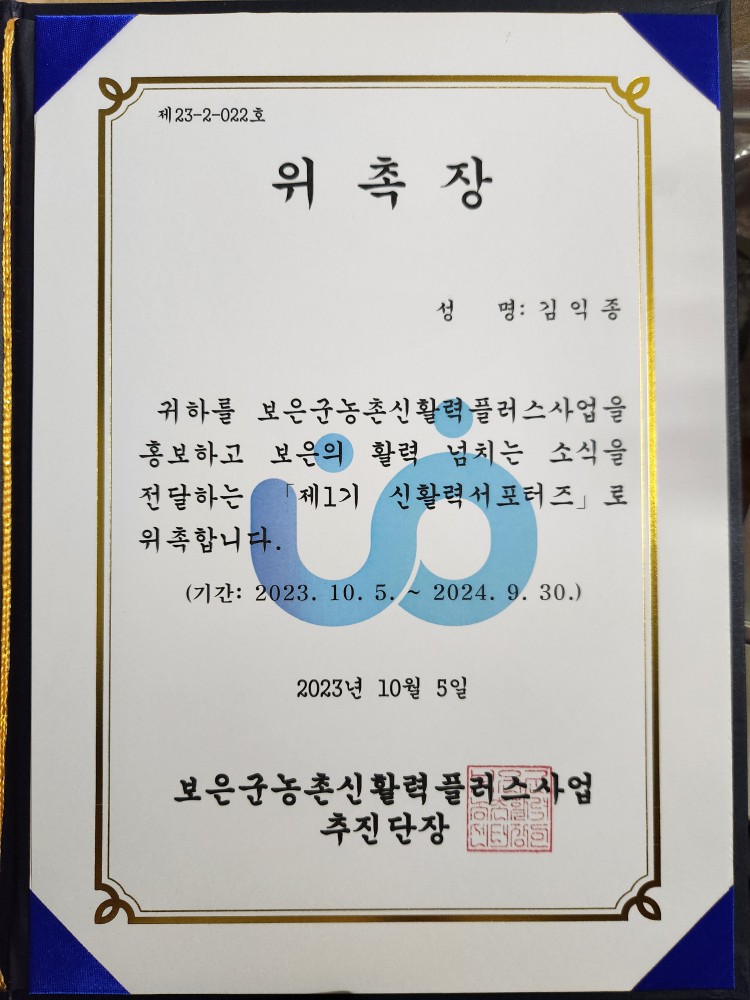 제23-2-022호
위 촉 장
성 명: 김 익 종
귀하를 보은군농촌신활력플러스사업을
홍보하고 보은의 활력 넘치는 소식을
전달하는 「제1기 신활력서포터즈」로
위촉합니다.
(기간: 2023. 10. 5. ~ 2024. 9. 30.)
2023년 10월 5일
보은군농촌신활력플러스사업
추진단장